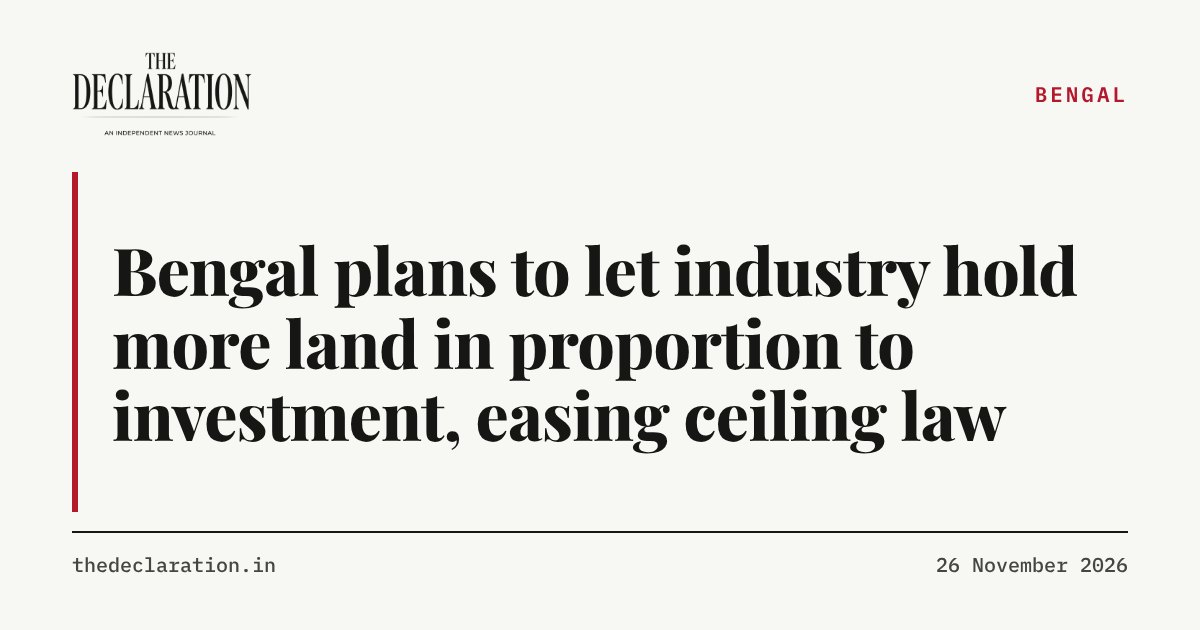 THE
DECLARATION
AN INDEPENDENT NEWS JOURNAL
BENGAL
Bengal plans to let industry hold
more land in proportion to
investment, easing ceiling law
thedeclaration.in
26 November 2026